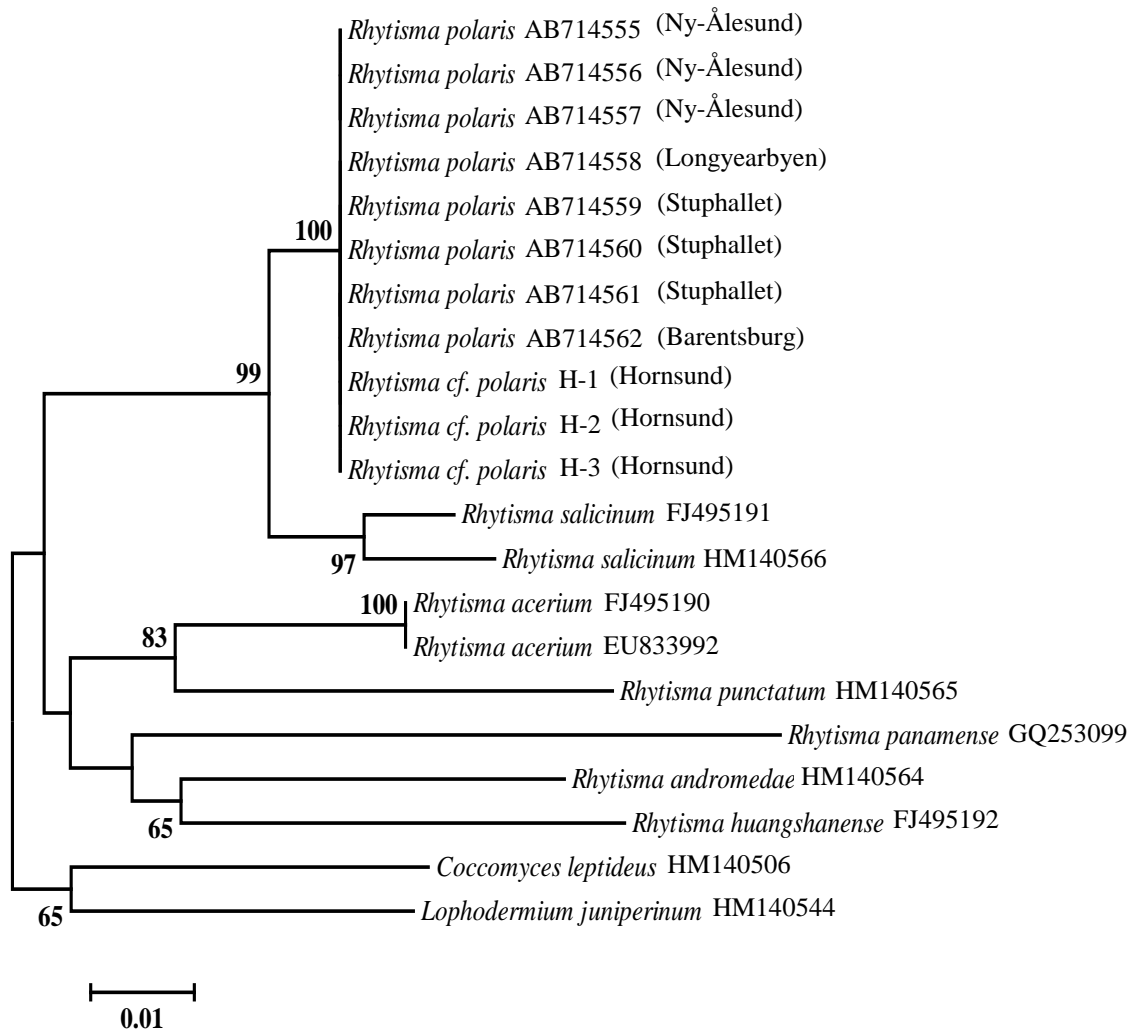 Rhytisma polaris AB714555 (Ny-Ålesund)
Rhytisma polaris AB714556 (Ny-Ålesund)
Rhytisma polaris AB714557 (Ny-Ålesund)
Rhytisma polaris AB714558 (Longyearbyen)
Rhytisma polaris AB714559 (Stuphallet)
100
Rhytisma polaris AB714560 (Stuphallet)
Rhytisma polaris AB714561 (Stuphallet)
Rhytisma polaris AB714562 (Barentsburg)
99
Rhytisma cf. polaris H-1 (Hornsund)
Rhytisma cf. polaris H-2 (Hornsund)
Rhytisma cf. polaris H-3 (Hornsund)
Rhytisma salicinum FJ495191
97
Rhytisma salicinum HM140566
100
Rhytisma acerium FJ495190
83
Rhytisma acerium EU833992
Rhytisma punctatum HM140565
Rhytisma panamense GQ253099
Rhytisma andromedae HM140564
65
Rhytisma huangshanense FJ495192
Coccomyces leptideus HM140506
65
Lophodermium juniperinum HM140544
0.01